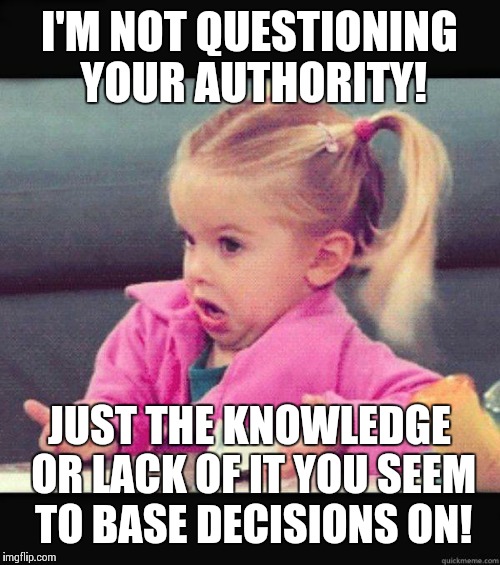 I'M NOT QUESTIONING
YOUR AUTHORITY!
JUST THE KNOWLEDGE
OR LACK OF IT YOU SEEM
TO BASE DECISIONS ON!
imgflip.com
quickmeme.com